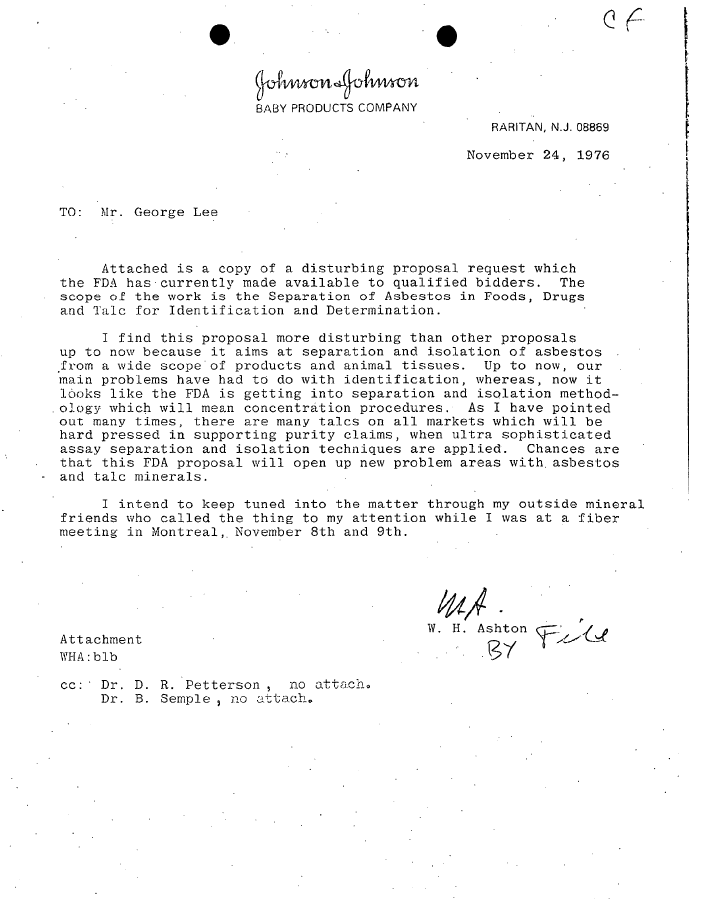 CF
Johnson & Johnson
BABY PRODUCTS COMPANY
RARITAN, N.J. 08869
November 24, 1976
TO: Mr. George Lee
Attached is a copy of a disturbing proposal request which
the FDA has currently made available to qualified bidders. The
scope of the work is the Separation of Asbestos in Foods, Drugs
and Talc for Identification and Determination.
I find this proposal more disturbing than other proposals
up to now because it aims at separation and isolation of asbestos
from a wide scope of products and animal tissues. Up to now, our
main problems have had to do with identification, whereas, now it
looks like the FDA is getting into separation and isolation method-
ology which will mean concentration procedures. As I have pointed
out many times, there are many talcs on all markets which will be
hard pressed in supporting purity claims, when ultra sophisticated
assay separation and isolation techniques are applied. Chances are
that this FDA proposal will open up new problem areas with asbestos
and talc minerals.
I intend to keep tuned into the matter through my outside mineral
friends who called the thing to my attention while I was at a fiber
meeting in Montreal, November 8th and 9th.
WA.
W. H. Ashton
BY File
Attachment
WHA:blb
cc: Dr. D. R. Petterson, no attach.
Dr. B. Semple, no attach.